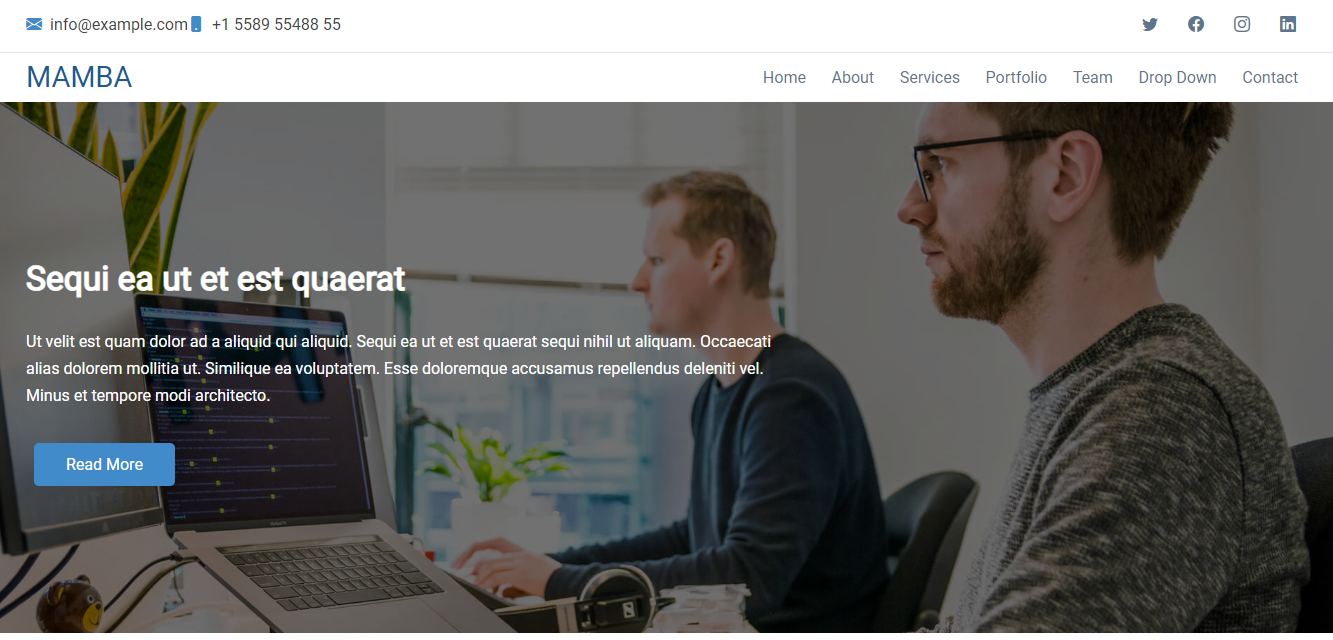 info@example.com +1 5589 55488 55
MAMBA
Home About Services Portfolio Team Drop Down Contact
Sequi ea ut et est quaerat
Ut velit est quam dolor ad a aliquid qui aliquid. Sequi ea ut et est quaerat sequi nihil ut aliquam. Occaecati
alias dolorem mollitia ut. Similique ea voluptatem. Esse doloremque accusamus repellendus deleniti vel.
Minus et tempore modi architecto.
Read More